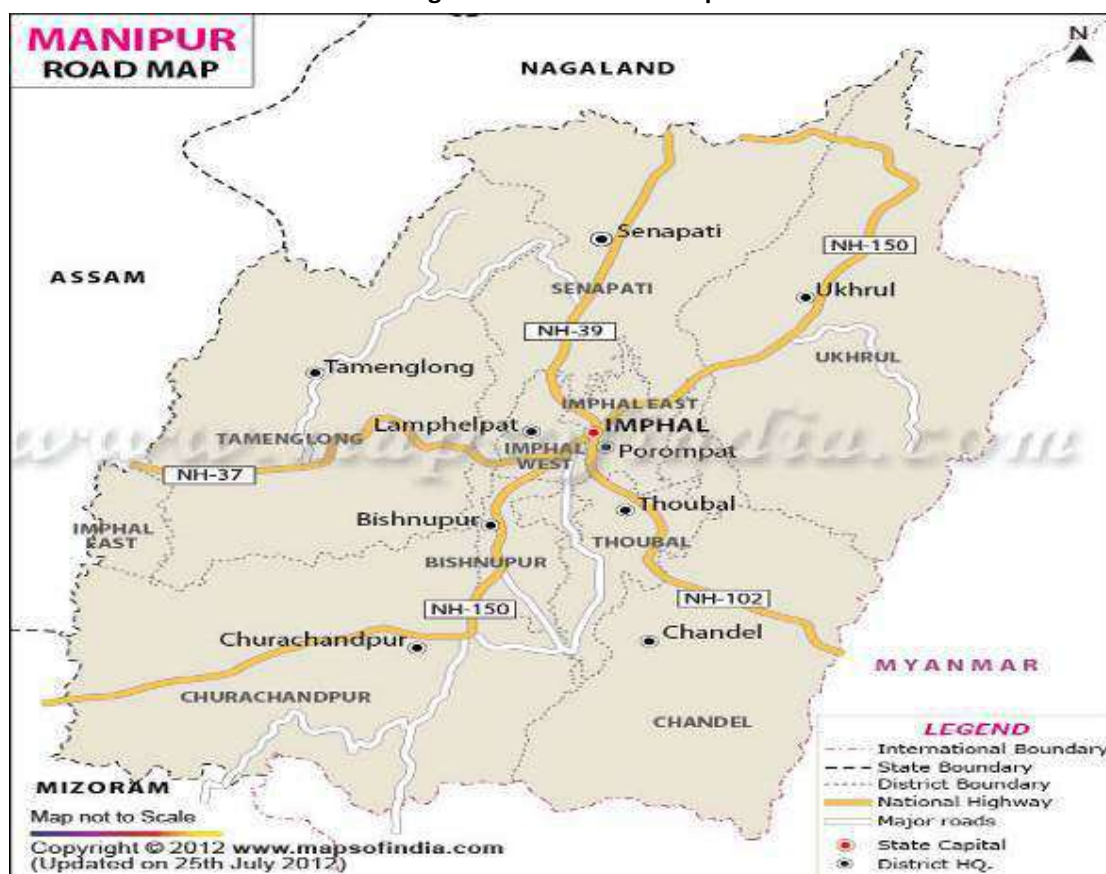 MANIPUR
ROAD MAP
N
NAGALAND
Senapati
NH-150
ASSAM
SENAPATI
Ukhrul
NH-39
UKHRUL
Tamenglong
IMPHAL EAST
Lamphelpat
IMPHAL
TAMENGLONG
IMPHAL
WEST
Porompat
NH-37
Thoubal
Bishnupur
IMPHAL
EAST
THOUBAL
BISHNUPUR
NH-102
NH-150
Chandel
Churachandpur
MYANMAR
CHURACHANDPUR
CHANDEL
LEGEND
International Boundary
State Boundary
District Boundary
National Highway
Major roads
State Capital
District HQ.
MIZORAM
Map not to Scale
Copyright © 2012 www.mapsofindia.com
(Updated on 25th July 2012)